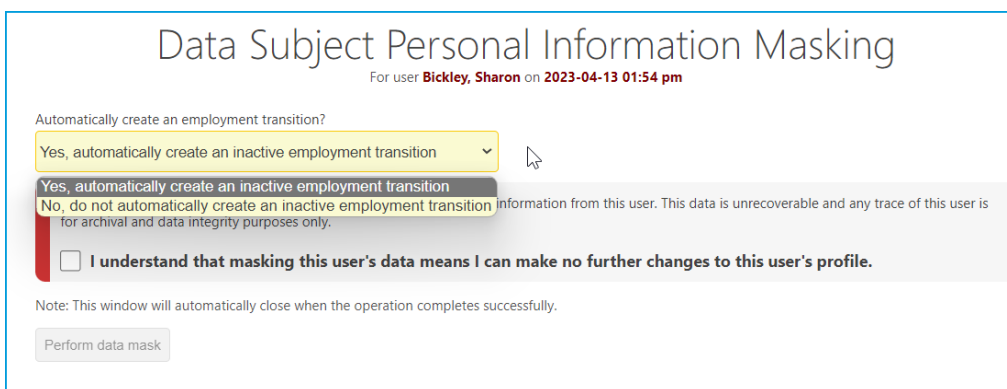 Data Subject Personal Information Masking
For user Bickley, Sharon on 2023-04-13 01:54 pm
Automatically create an employment transition?
Yes, automatically create an inactive employment transition
Yes, automatically create an inactive employment transition
No, do not automatically create an inactive employment transition
information from this user. This data is unrecoverable and any trace of this user is
for archival and data integrity purposes only.
I understand that masking this user's data means I can make no further changes to this user's profile.
Note: This window will automatically close when the operation completes successfully.
Perform data mask